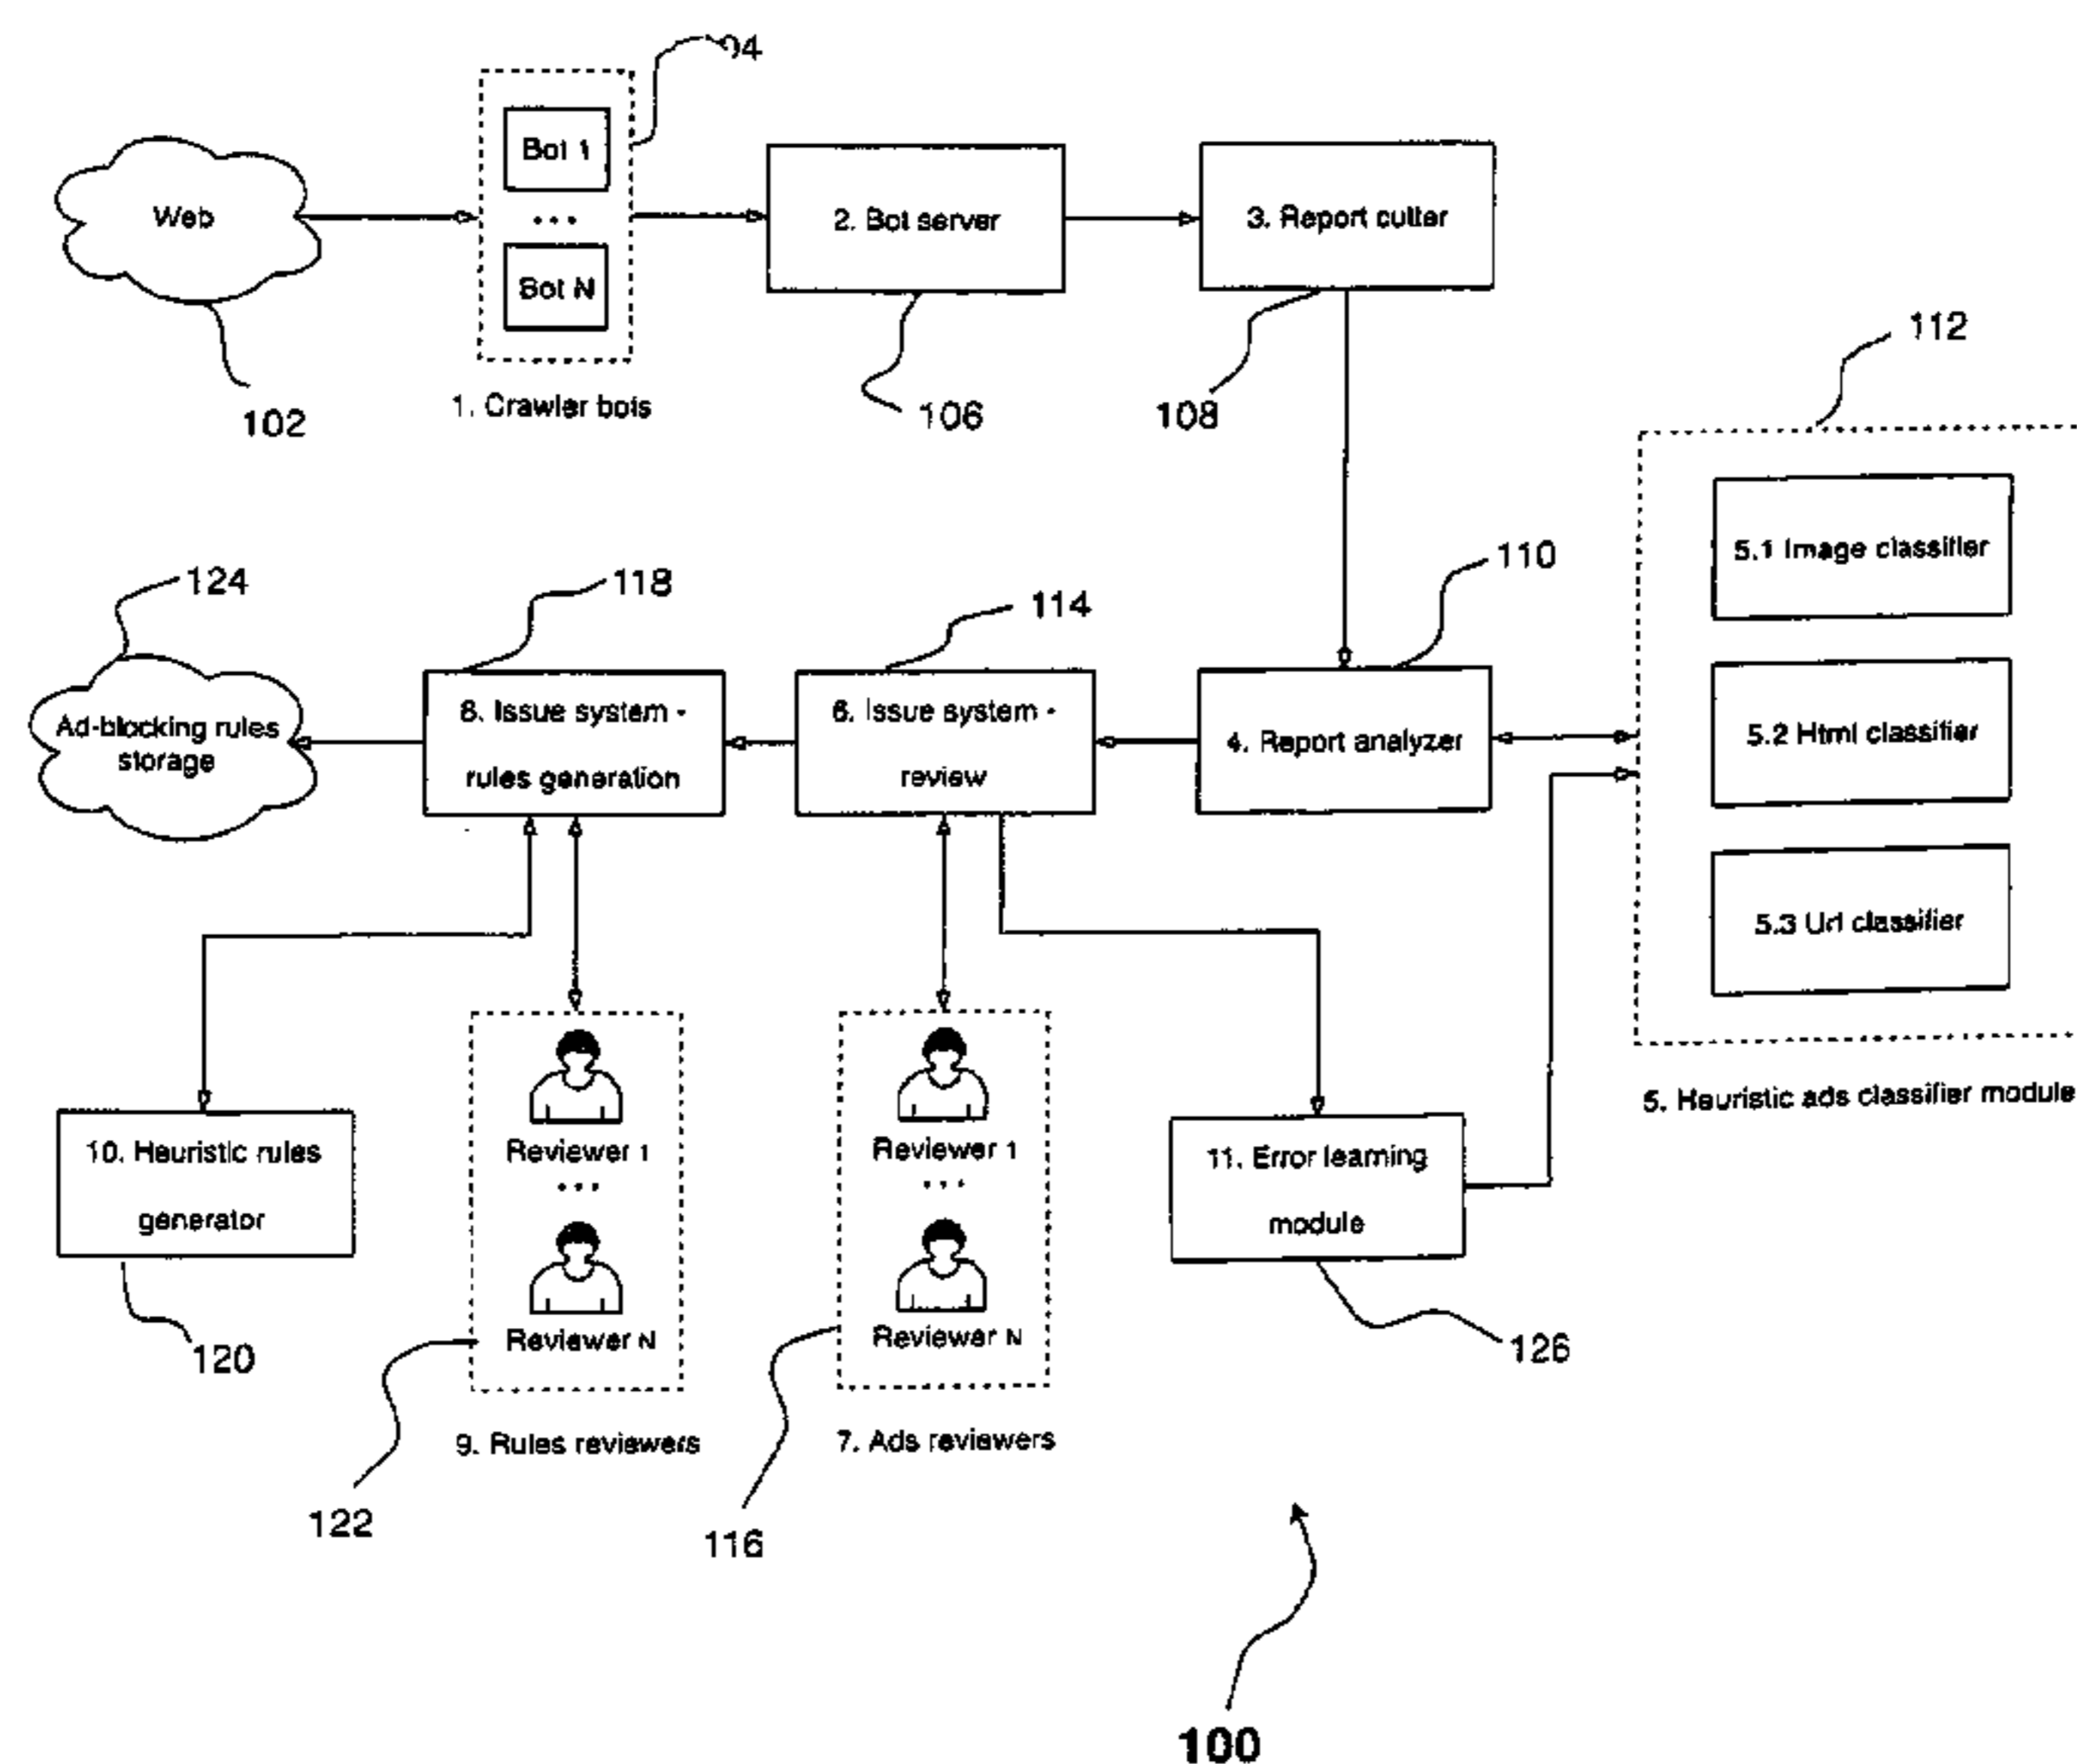 04
Bot 1
...
Bot N
1. Crawler bots
Web
102
2. Bot server
106
3. Report cutter
108
112
5.1 Image classifier
5.2 Html classifier
5.3 Url classifier
5. Heuristic ads classifier module
124
Ad-blocking rules
storage
118
8. Issue system -
rules generation
114
6. Issue system -
review
110
4. Report analyzer
10. Heuristic rules
generator
120
Reviewer 1
...
Reviewer N
9. Rules reviewers
122
Reviewer 1
...
Reviewer N
7. Ads reviewers
116
11. Error learning
module
126
100